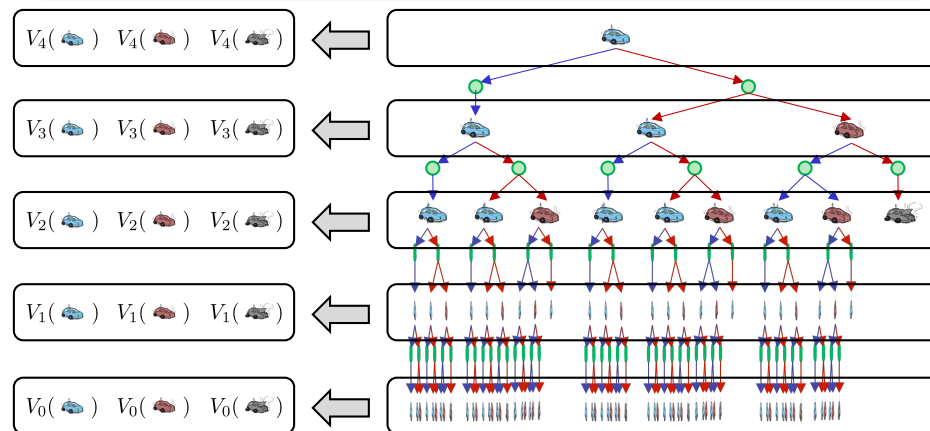 V4( ) V4( ) V4( )
V3( ) V3( ) V3( )
V2( ) V2( ) V2( )
V1( ) V1( ) V1( )
V0( ) V0( ) V0( )